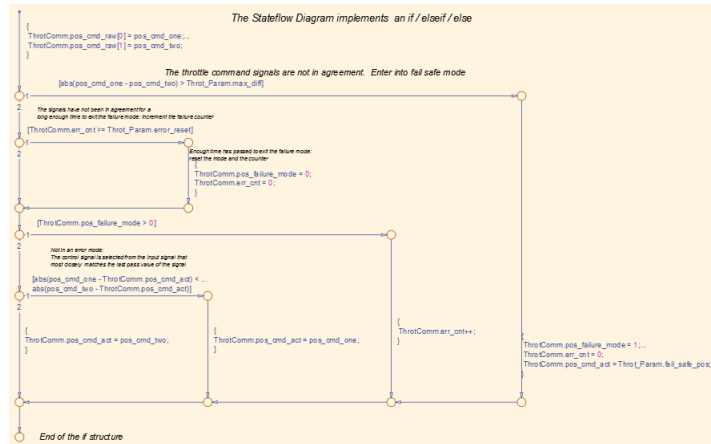 The Stateflow Diagram implements an if / elseif / else
{
ThrotComm.pos_cmd_raw[0] = pos_cmd_one;...
ThrotComm.pos_cmd_raw[1] = pos_cmd_two;
}
The throttle command signals are not in agreement. Enter into fail safe mode
[abs(pos_cmd_one - pos_cmd_two) > Throt_Param.max_diff]
1
2
The signals have not been in agreement for a
long enough time to exit the failure mode: increment the failure counter
[ThrotComm.err_cnt >= Throt_Param.error_reset]
1
2
Enough time has passed to exit the failure mode:
reset the mode and the counter
{
ThrotComm.pos_failure_mode = 0;
ThrotComm.err_cnt = 0;
}
[ThrotComm.pos_failure_mode > 0]
1
2
Not in an error mode:
The control signal is selected from the input signal that
most closely matches the last pass value of the signal
[abs(pos_cmd_one - ThrotComm.pos_cmd_act) < ...
abs(pos_cmd_two - ThrotComm.pos_cmd_act)]
1
2
{
ThrotComm.pos_cmd_act = pos_cmd_two;
}
{
ThrotComm.pos_cmd_act = pos_cmd_one;
}
{
ThrotComm.err_cnt++;
}
{
ThrotComm.pos_failure_mode = 1;...
ThrotComm.err_cnt = 0;
ThrotComm.pos_cmd_act = Throt_Param.fail_safe_pos;
}
End of the if structure